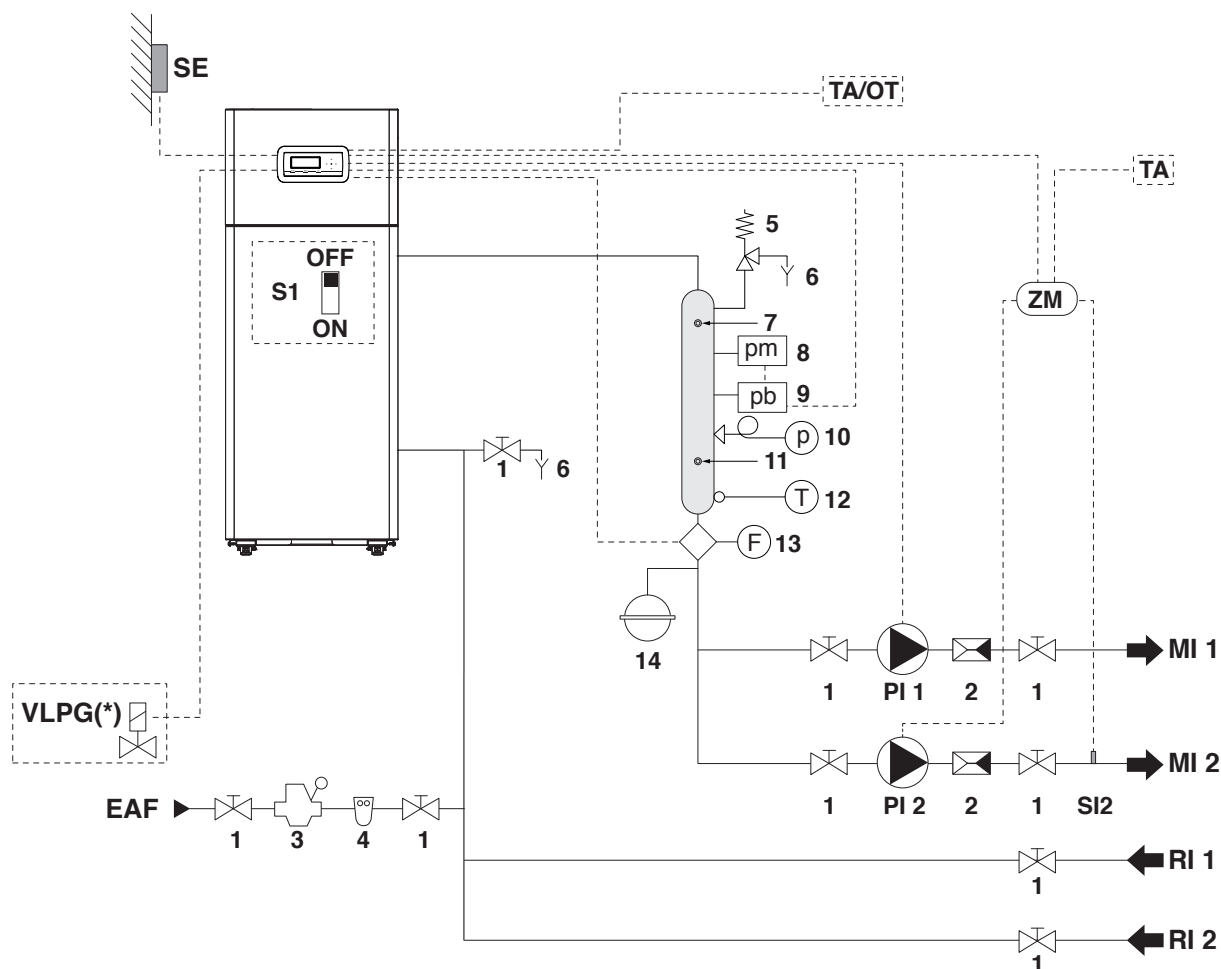 SE
TA/OT
TA
5
OFF
6
S1
ZM
ON
7
pm 8
pb 9
p 10
1 6
11
T 12
F 13
14
MI 1
1 PI 1 2 1
VLPG(*)
MI 2
1 PI 2 2 1 SI2
EAF
1 3 4 1
RI 1
1
RI 2
1